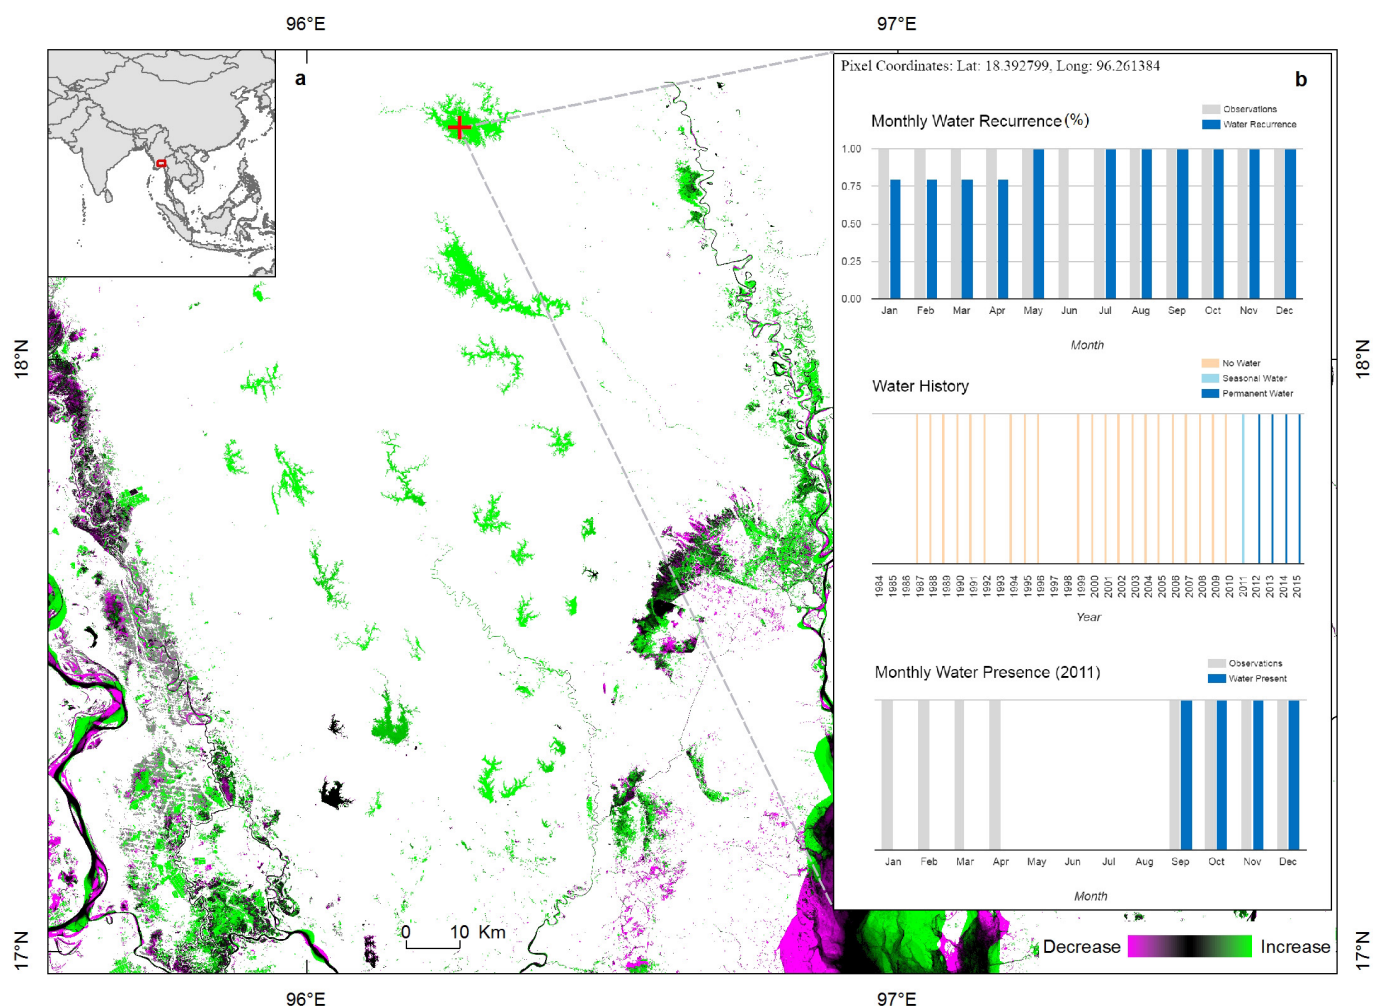 96°E
97°E
a
18°N
17°N
96°E
97°E
18°N
17°N
0 10 Km
Decrease Increase
Pixel Coordinates: Lat: 18.392799, Long: 96.261384
b
Observations
Water Recurrence
Monthly Water Recurrence(%)
1.00
0.75
0.50
0.25
0.00
Jan Feb Mar Apr May Jun Jul Aug Sep Oct Nov Dec
Month
No Water
Seasonal Water
Permanent Water
Water History
1984 1985 1986 1987 1988 1989 1990 1991 1992 1993 1994 1995 1996 1997 1998 1999 2000 2001 2002 2003 2004 2005 2006 2007 2008 2009 2010 2011 2012 2013 2014 2015
Year
Observations
Water Present
Monthly Water Presence (2011)
Jan Feb Mar Apr May Jun Jul Aug Sep Oct Nov Dec
Month